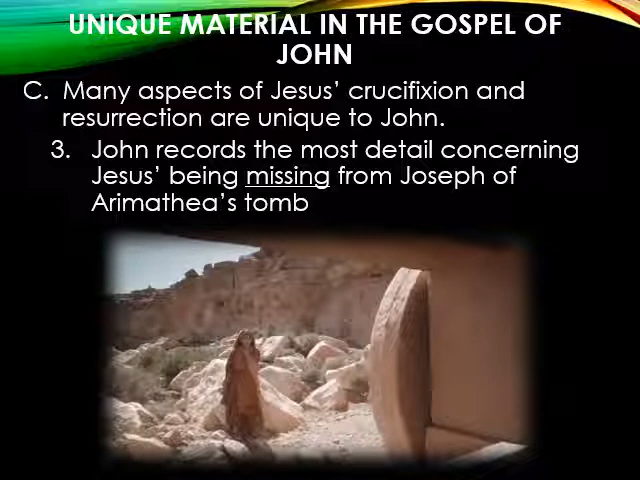 UNIQUE MATERIAL IN THE GOSPEL OF
JOHN
C. Many aspects of Jesus’ crucifixion and
resurrection are unique to John.
3. John records the most detail concerning
Jesus’ being missing from Joseph of
Arimathea’s tomb